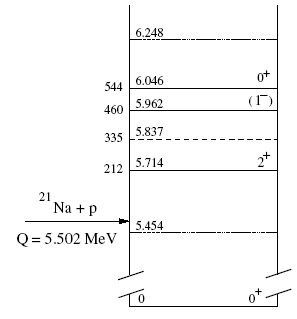 6.248
544 6.046 0+
460 5.962 (1−)
335 5.837
212 5.714 2+
21Na + p
5.454
Q = 5.502 MeV
0 0+